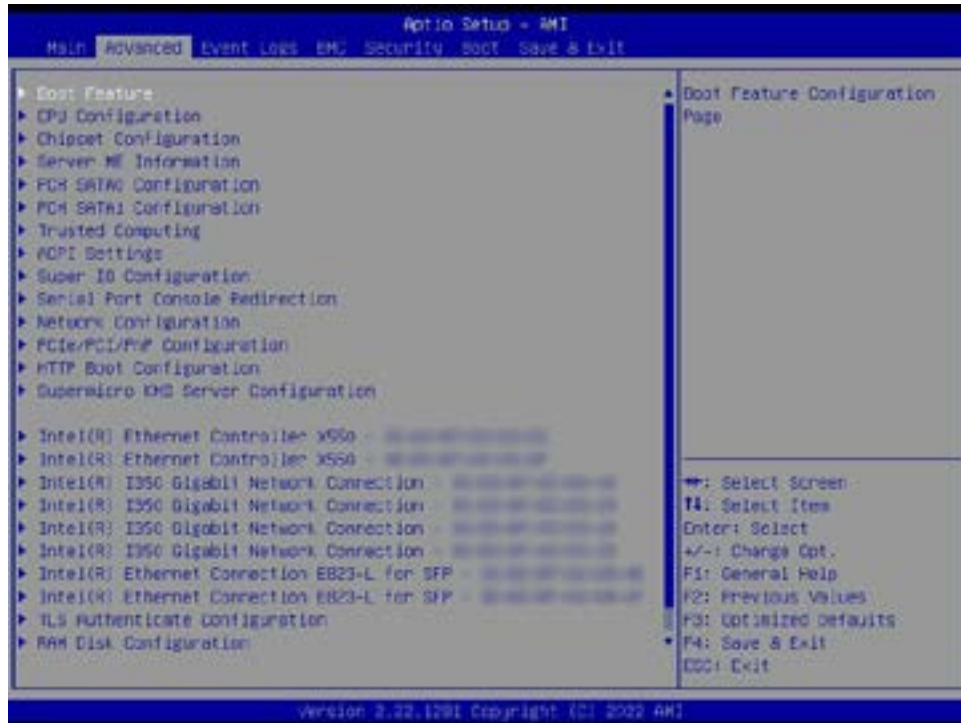 Aptio Setup - AMI
Main Advanced Event Logs BMC Security Boot Save & Exit
Boot Feature
CPU Configuration
Chipset Configuration
Server ME Information
PCH SATA0 Configuration
PCH SATA1 Configuration
Trusted Computing
ACPI Settings
Super IO Configuration
Serial Port Console Redirection
Network Configuration
PCIe/PCI/PnP Configuration
HTTP Boot Configuration
Supermicro KMS Server Configuration
Intel(R) Ethernet Controller X550 -
Intel(R) Ethernet Controller X550 -
Intel(R) I350 Gigabit Network Connection -
Intel(R) I350 Gigabit Network Connection -
Intel(R) I350 Gigabit Network Connection -
Intel(R) I350 Gigabit Network Connection -
Intel(R) Ethernet Connection E823-L for SFP -
Intel(R) Ethernet Connection E823-L for SFP -
TLS Authenticate Configuration
RAM Disk Configuration
Boot Feature Configuration
Page
↔: Select Screen
↑↓: Select Item
Enter: Select
+/-: Change Opt.
F1: General Help
F2: Previous Values
F3: Optimized Defaults
F4: Save & Exit
ESC: Exit
Version 2.22.1281 Copyright (C) 2022 AMI